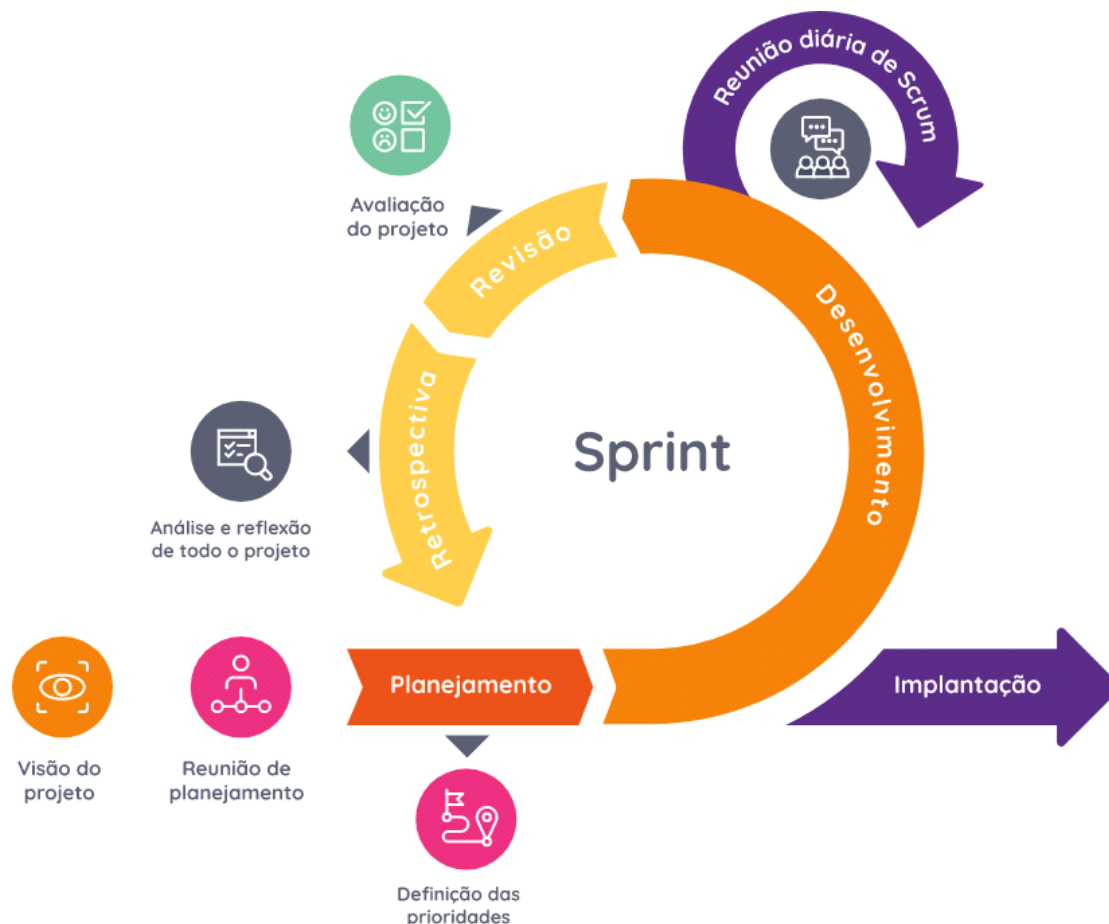 Reunião diária de Scrum
Avaliação
do projeto
Revisão
Desenvolvimento
Retrospectiva
Sprint
Análise e reflexão
de todo o projeto
Planejamento
Implantação
Visão do
projeto
Reunião de
planejamento
Definição das
prioridades